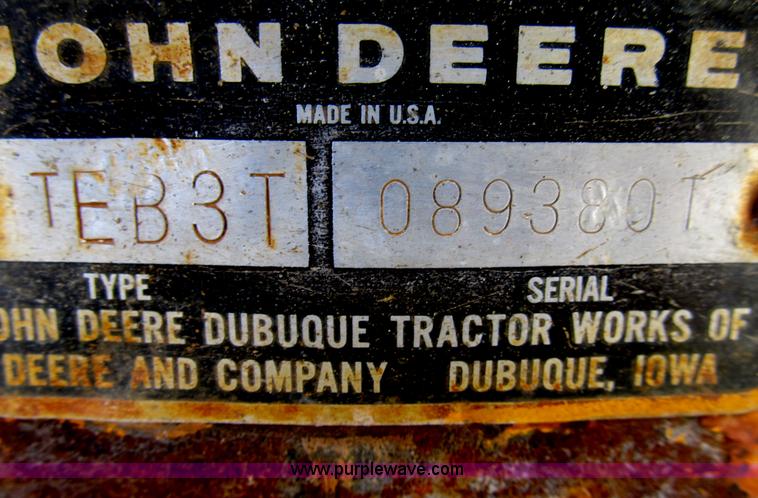 JOHN DEERE
MADE IN U.S.A.
TEB3T 089380T
TYPE SERIAL
JOHN DEERE DUBUQUE TRACTOR WORKS OF
DEERE AND COMPANY DUBUQUE, IOWA
www.purplewave.com